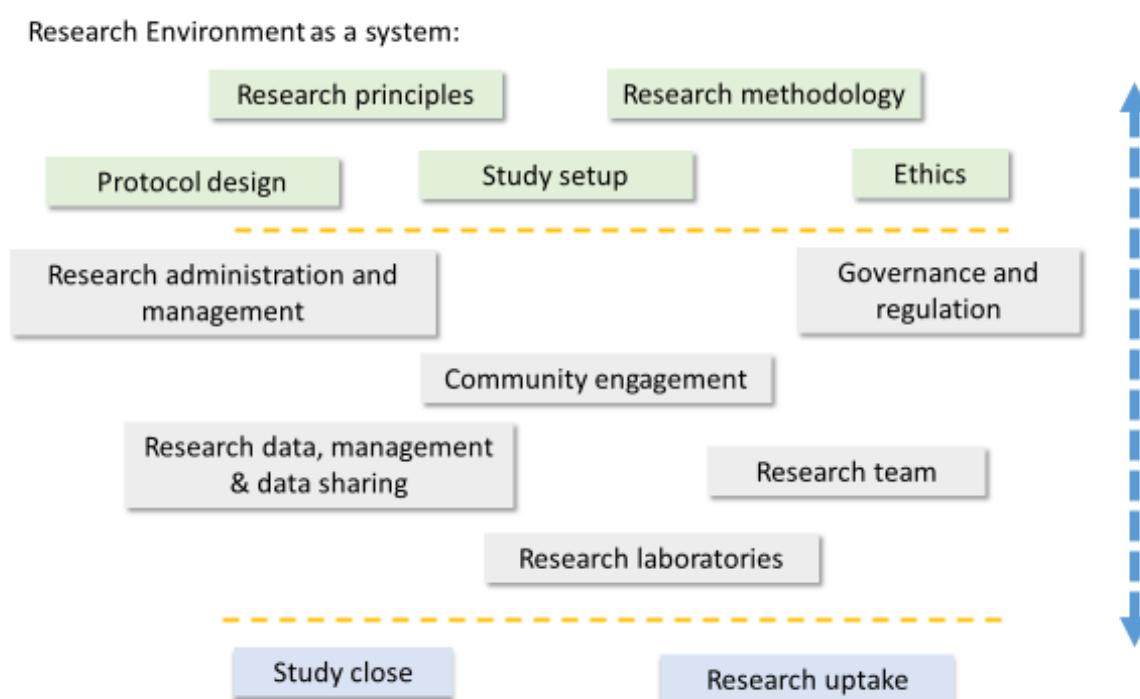 Research Environment as a system:
Research principles
Research methodology
Protocol design
Study setup
Ethics
Research administration and
management
Governance and
regulation
Community engagement
Research data, management
& data sharing
Research team
Research laboratories
Study close
Research uptake